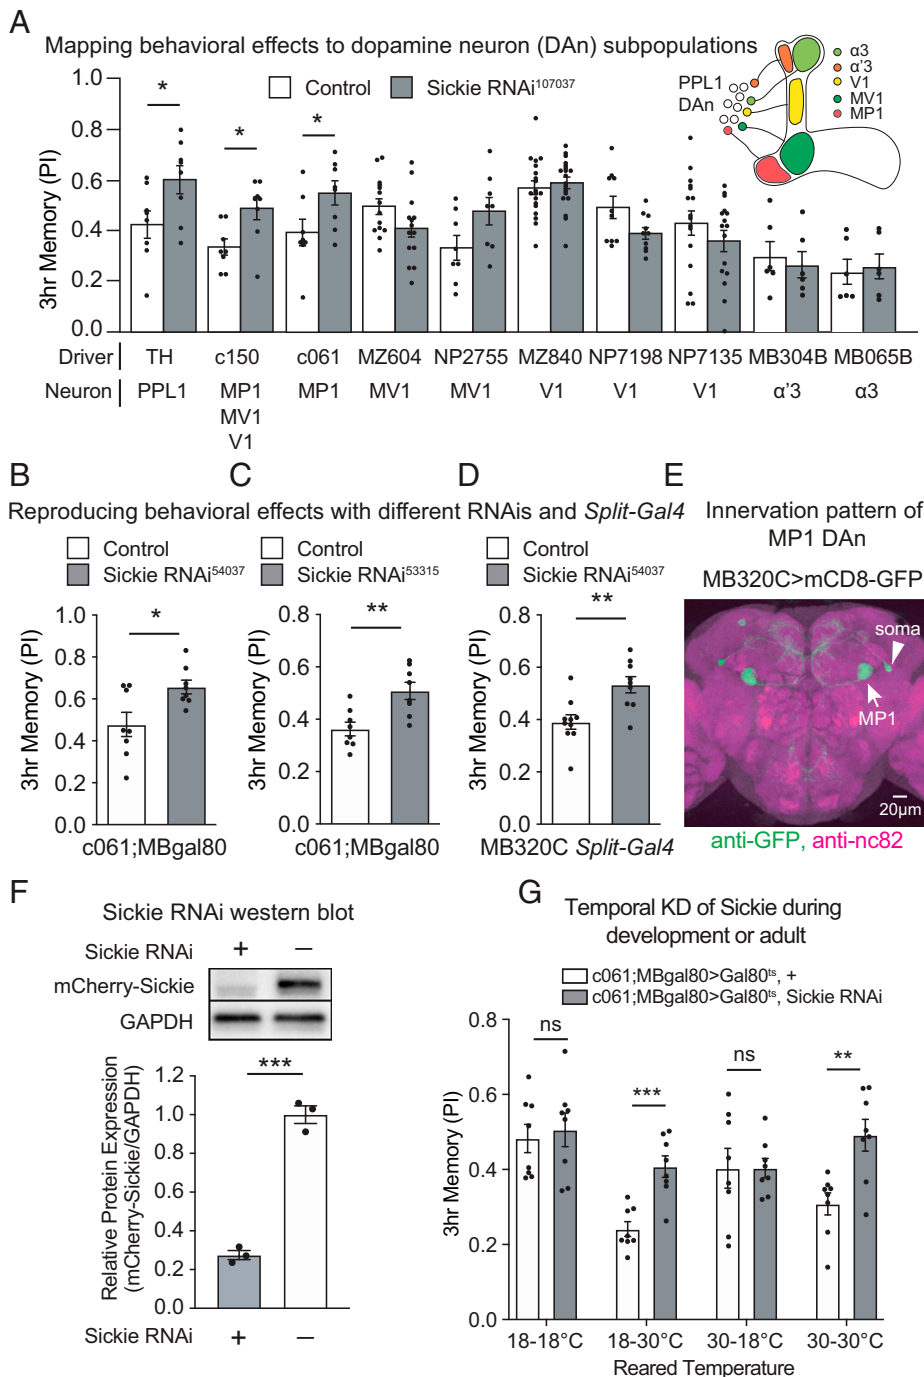 A
Mapping behavioral effects to dopamine neuron (DAn) subpopulations
Control
Sickie RNAi¹⁰⁷⁰³⁷
PPL1
DAn
α3
α'3
V1
MV1
MP1
3hr Memory (PI)
1.0
0.8
0.6
0.4
0.2
0.0
*
*
*
Driver TH c150 c061 MZ604 NP2755 MZ840 NP7198 NP7135 MB304B MB065B
Neuron PPL1 MP1 MP1 MV1 MV1 V1 V1 V1 α'3 α3
MV1
V1
B
C
D
E
Reproducing behavioral effects with different RNAis and Split-Gal4
Control
Sickie RNAi⁵⁴⁰³⁷
3hr Memory (PI)
1.0
0.8
0.6
0.4
0.2
0.0
*
c061;MBgal80
Control
Sickie RNAi⁵³³¹⁵
3hr Memory (PI)
0.8
0.6
0.4
0.2
0.0
**
c061;MBgal80
Control
Sickie RNAi⁵⁴⁰³⁷
3hr Memory (PI)
0.8
0.6
0.4
0.2
0.0
**
MB320C Split-Gal4
Innervation pattern of
MP1 DAn
MB320C>mCD8-GFP
soma
MP1
20μm
anti-GFP, anti-nc82
F
Sickie RNAi western blot
Sickie RNAi + −
mCherry-Sickie
GAPDH
Relative Protein Expression
(mCherry-Sickie/GAPDH)
1.2
1.0
0.8
0.6
0.4
0.2
0.0
***
Sickie RNAi + −
G
Temporal KD of Sickie during
development or adult
c061;MBgal80>Gal80ᵗˢ, +
c061;MBgal80>Gal80ᵗˢ, Sickie RNAi
3hr Memory (PI)
0.8
0.6
0.4
0.2
0.0
ns
***
ns
**
18-18°C 18-30°C 30-18°C 30-30°C
Reared Temperature